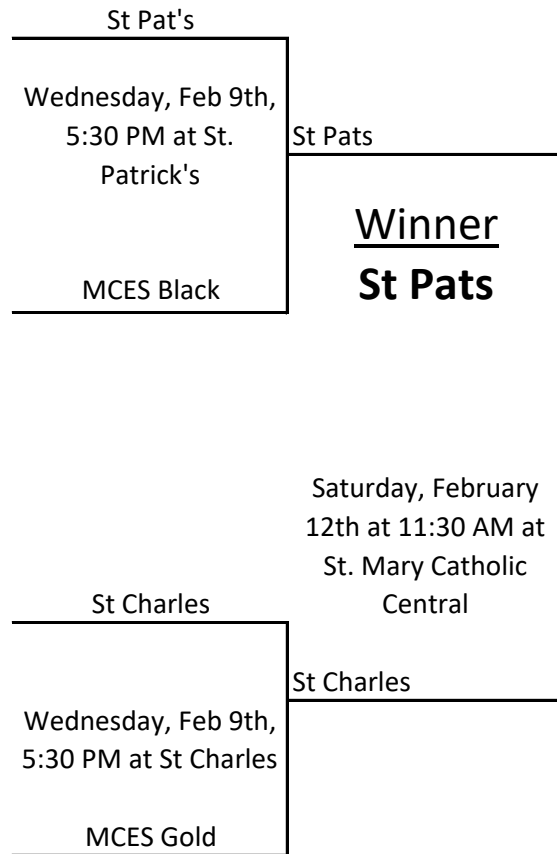 St Pat's
Wednesday, Feb 9th,
5:30 PM at St.
Patrick's
St Pats
Winner
St Pats
MCES Black
Saturday, February
12th at 11:30 AM at
St. Mary Catholic
Central
St Charles
St Charles
Wednesday, Feb 9th,
5:30 PM at St Charles
MCES Gold